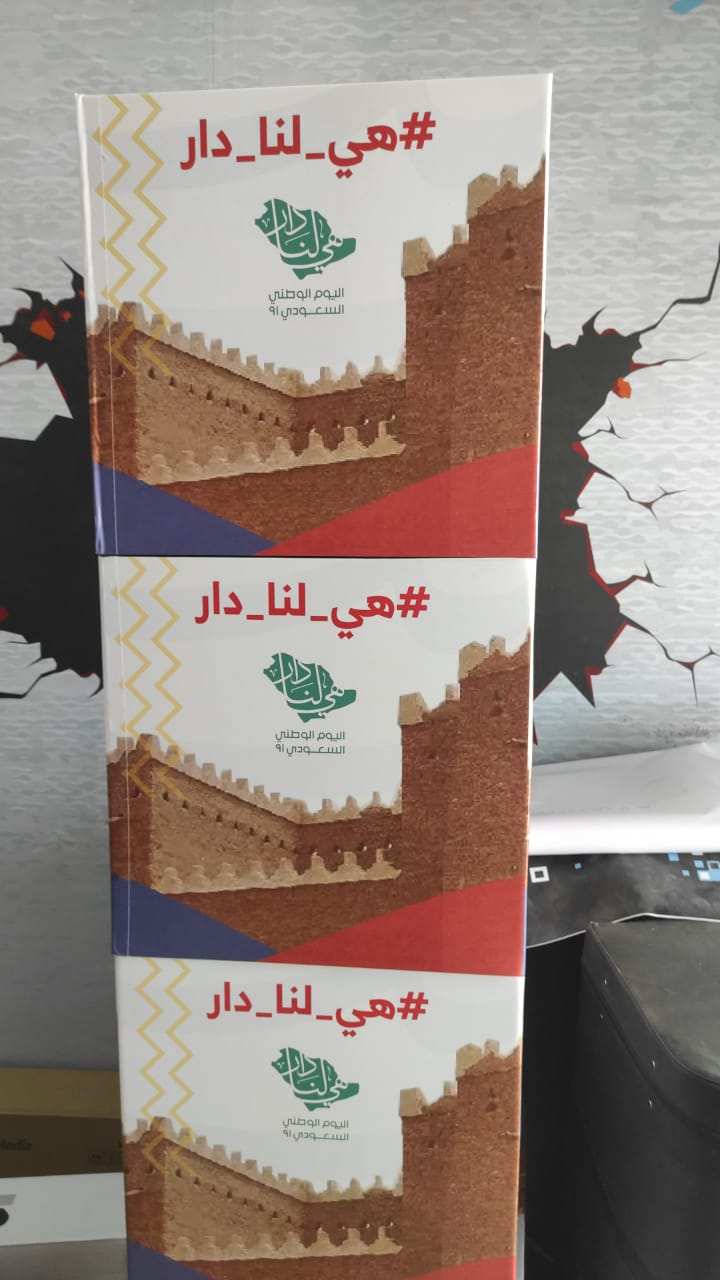 #هي_لنا_دار
هي لنا دار
اليوم الوطني
السعودي ٩١
#هي_لنا_دار
هي لنا دار
اليوم الوطني
السعودي ٩١
#هي_لنا_دار
هي لنا دار
اليوم الوطني
السعودي ٩١